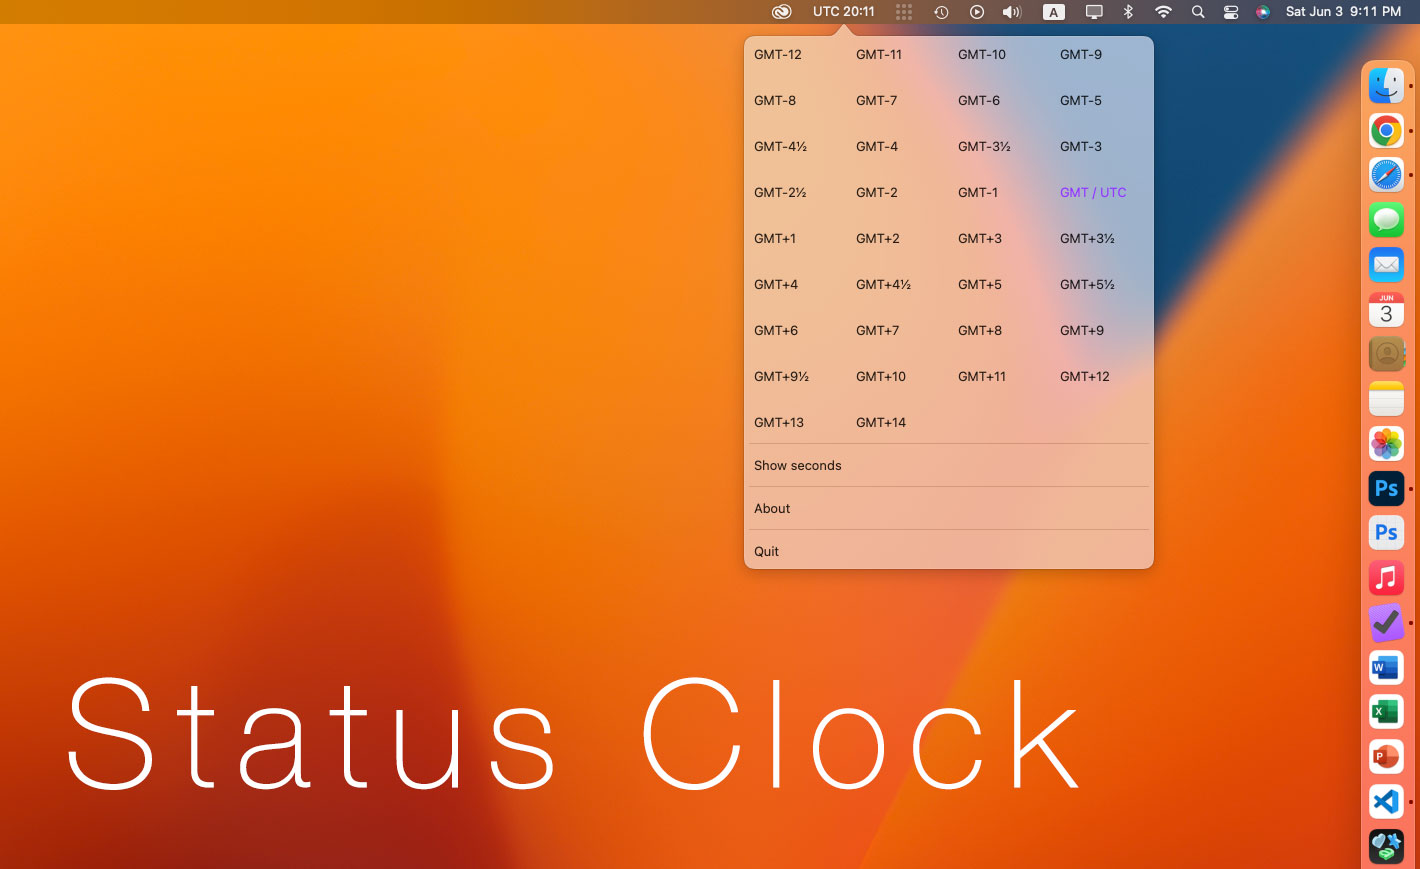 UTC 20:11 A Sat Jun 3 9:11 PM
GMT-12 GMT-11 GMT-10 GMT-9
GMT-8 GMT-7 GMT-6 GMT-5
GMT-4½ GMT-4 GMT-3½ GMT-3
GMT-2½ GMT-2 GMT-1 GMT / UTC
GMT+1 GMT+2 GMT+3 GMT+3½
GMT+4 GMT+4½ GMT+5 GMT+5½
GMT+6 GMT+7 GMT+8 GMT+9
GMT+9½ GMT+10 GMT+11 GMT+12
GMT+13 GMT+14
Show seconds
About
Quit
Status Clock
JUN
3
Ps
Ps
W
X
P